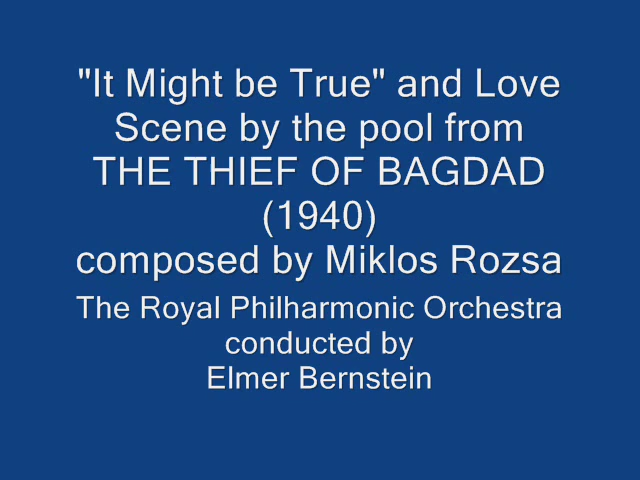 "It Might be True" and Love
Scene by the pool from
THE THIEF OF BAGDAD
(1940)
composed by Miklos Rozsa
The Royal Philharmonic Orchestra
conducted by
Elmer Bernstein